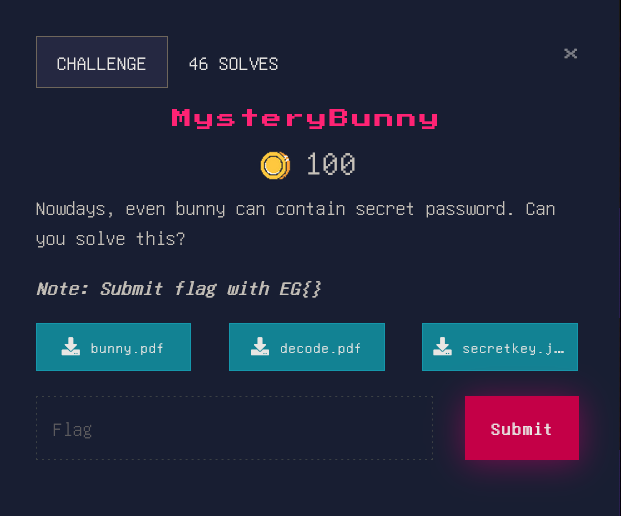 CHALLENGE
46 SOLVES
×
MysteryBunny
100
Nowdays, even bunny can contain secret password. Can
you solve this?
Note: Submit flag with EG{}
bunny.pdf
decode.pdf
secretkey.j…
Flag
Submit